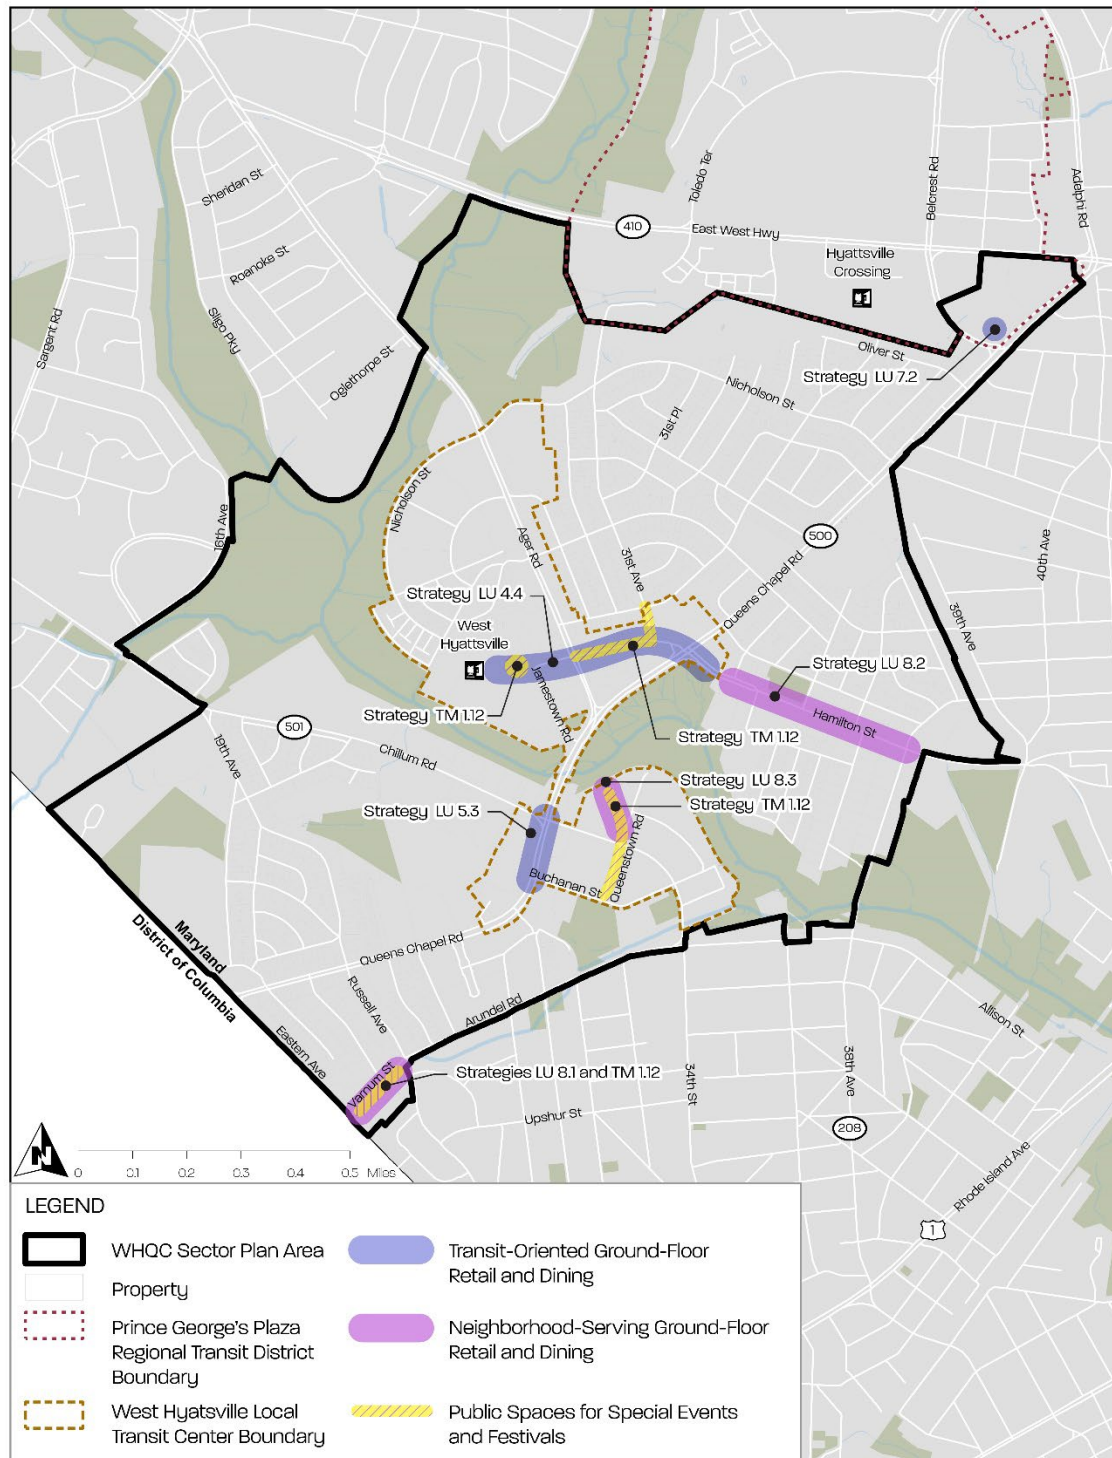 Toledo Ter
Belcrest Rd
Adelphi Rd
Sheridan St
410
East West Hwy
Hyattsville
Crossing
Roanoke St
Sligo Pky
Sargent Rd
Oglethorpe St
Oliver St
Strategy LU 7.2
Nicholson St
31st Pl
Nicholson St
16th Ave
Ager Rd
500
31st Ave
40th Ave
Queens Chapel Rd
39th Ave
Strategy LU 4.4
West
Hyattsville
Strategy LU 8.2
Jamestown Rd
Strategy TM 1.12
Hamilton St
501
Strategy TM 1.12
19th Ave
Chillum Rd
Strategy LU 8.3
Strategy TM 1.12
Strategy LU 5.3
Queenstown Rd
Buchanan St
Maryland
District of Columbia
Queens Chapel Rd
Russell Ave
Arundel Rd
Allison St
Eastern Ave
Varnum St
Strategies LU 8.1 and TM 1.12
34th St
38th Ave
Upshur St
208
Rhode Island Ave
1
N
0 0.1 0.2 0.3 0.4 0.5 Miles
LEGEND
WHQC Sector Plan Area
Property
Prince George's Plaza
Regional Transit District
Boundary
West Hyatsville Local
Transit Center Boundary
Transit-Oriented Ground-Floor
Retail and Dining
Neighborhood-Serving Ground-Floor
Retail and Dining
Public Spaces for Special Events
and Festivals